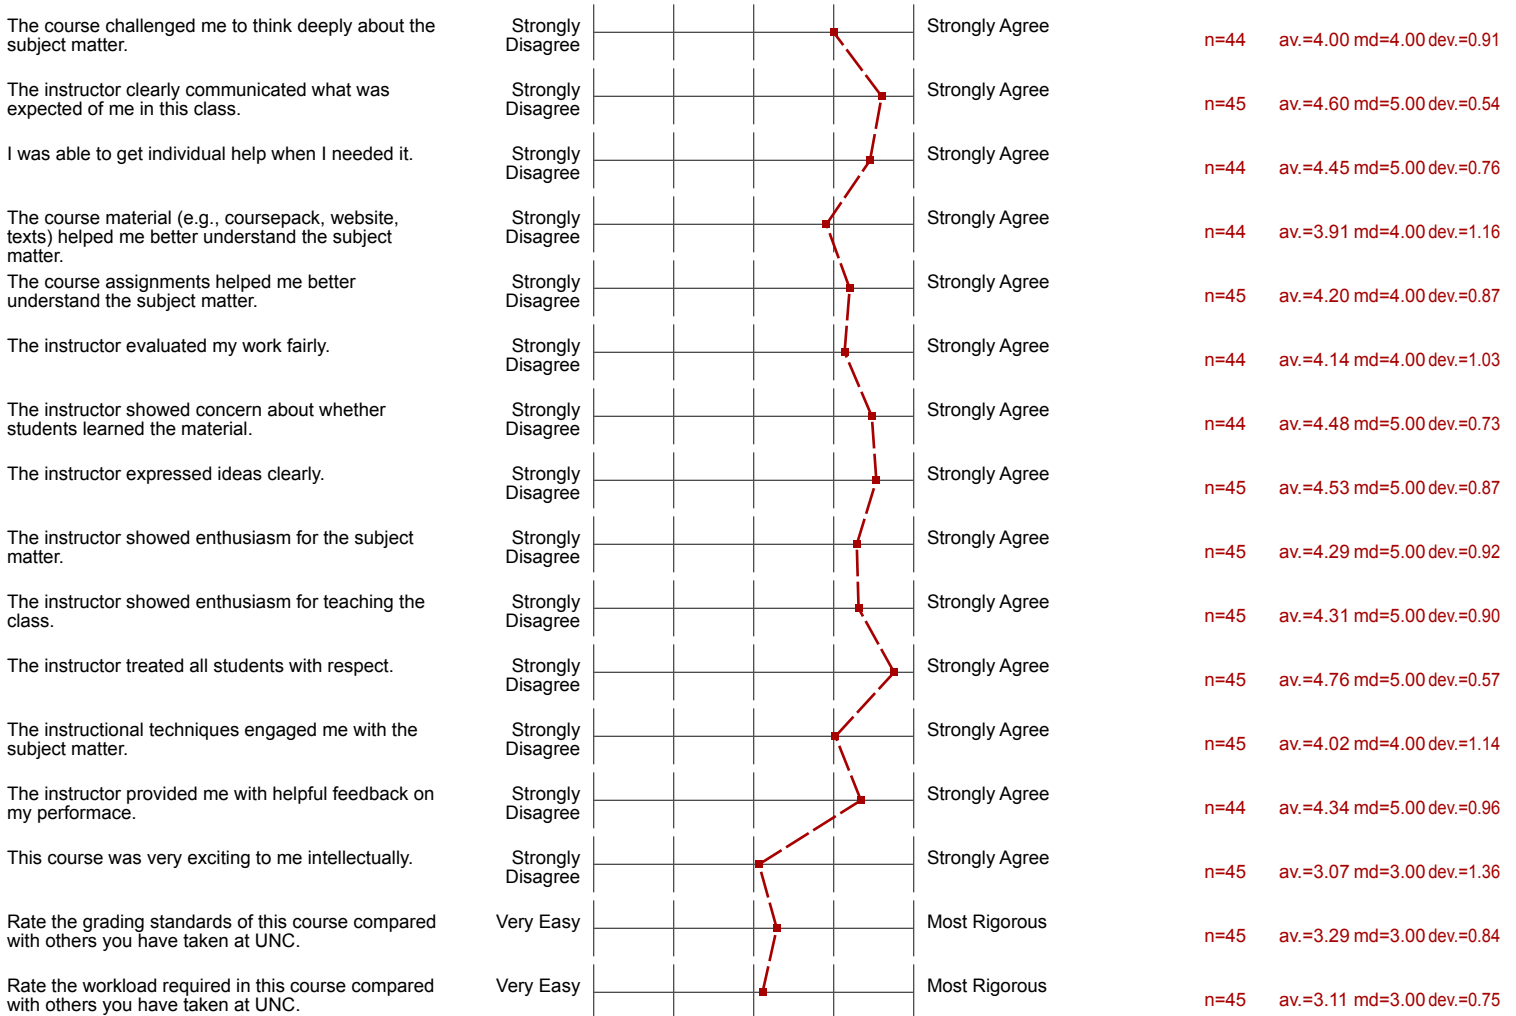 The course challenged me to think deeply about the
subject matter.
Strongly
Disagree
Strongly Agree
n=44 av.=4.00 md=4.00 dev.=0.91
The instructor clearly communicated what was
expected of me in this class.
Strongly
Disagree
Strongly Agree
n=45 av.=4.60 md=5.00 dev.=0.54
I was able to get individual help when I needed it.
Strongly
Disagree
Strongly Agree
n=44 av.=4.45 md=5.00 dev.=0.76
The course material (e.g., coursepack, website,
texts) helped me better understand the subject
matter.
Strongly
Disagree
Strongly Agree
n=44 av.=3.91 md=4.00 dev.=1.16
The course assignments helped me better
understand the subject matter.
Strongly
Disagree
Strongly Agree
n=45 av.=4.20 md=4.00 dev.=0.87
The instructor evaluated my work fairly.
Strongly
Disagree
Strongly Agree
n=44 av.=4.14 md=4.00 dev.=1.03
The instructor showed concern about whether
students learned the material.
Strongly
Disagree
Strongly Agree
n=44 av.=4.48 md=5.00 dev.=0.73
The instructor expressed ideas clearly.
Strongly
Disagree
Strongly Agree
n=45 av.=4.53 md=5.00 dev.=0.87
The instructor showed enthusiasm for the subject
matter.
Strongly
Disagree
Strongly Agree
n=45 av.=4.29 md=5.00 dev.=0.92
The instructor showed enthusiasm for teaching the
class.
Strongly
Disagree
Strongly Agree
n=45 av.=4.31 md=5.00 dev.=0.90
The instructor treated all students with respect.
Strongly
Disagree
Strongly Agree
n=45 av.=4.76 md=5.00 dev.=0.57
The instructional techniques engaged me with the
subject matter.
Strongly
Disagree
Strongly Agree
n=45 av.=4.02 md=4.00 dev.=1.14
The instructor provided me with helpful feedback on
my performace.
Strongly
Disagree
Strongly Agree
n=44 av.=4.34 md=5.00 dev.=0.96
This course was very exciting to me intellectually.
Strongly
Disagree
Strongly Agree
n=45 av.=3.07 md=3.00 dev.=1.36
Rate the grading standards of this course compared
with others you have taken at UNC.
Very Easy
Most Rigorous
n=45 av.=3.29 md=3.00 dev.=0.84
Rate the workload required in this course compared
with others you have taken at UNC.
Very Easy
Most Rigorous
n=45 av.=3.11 md=3.00 dev.=0.75